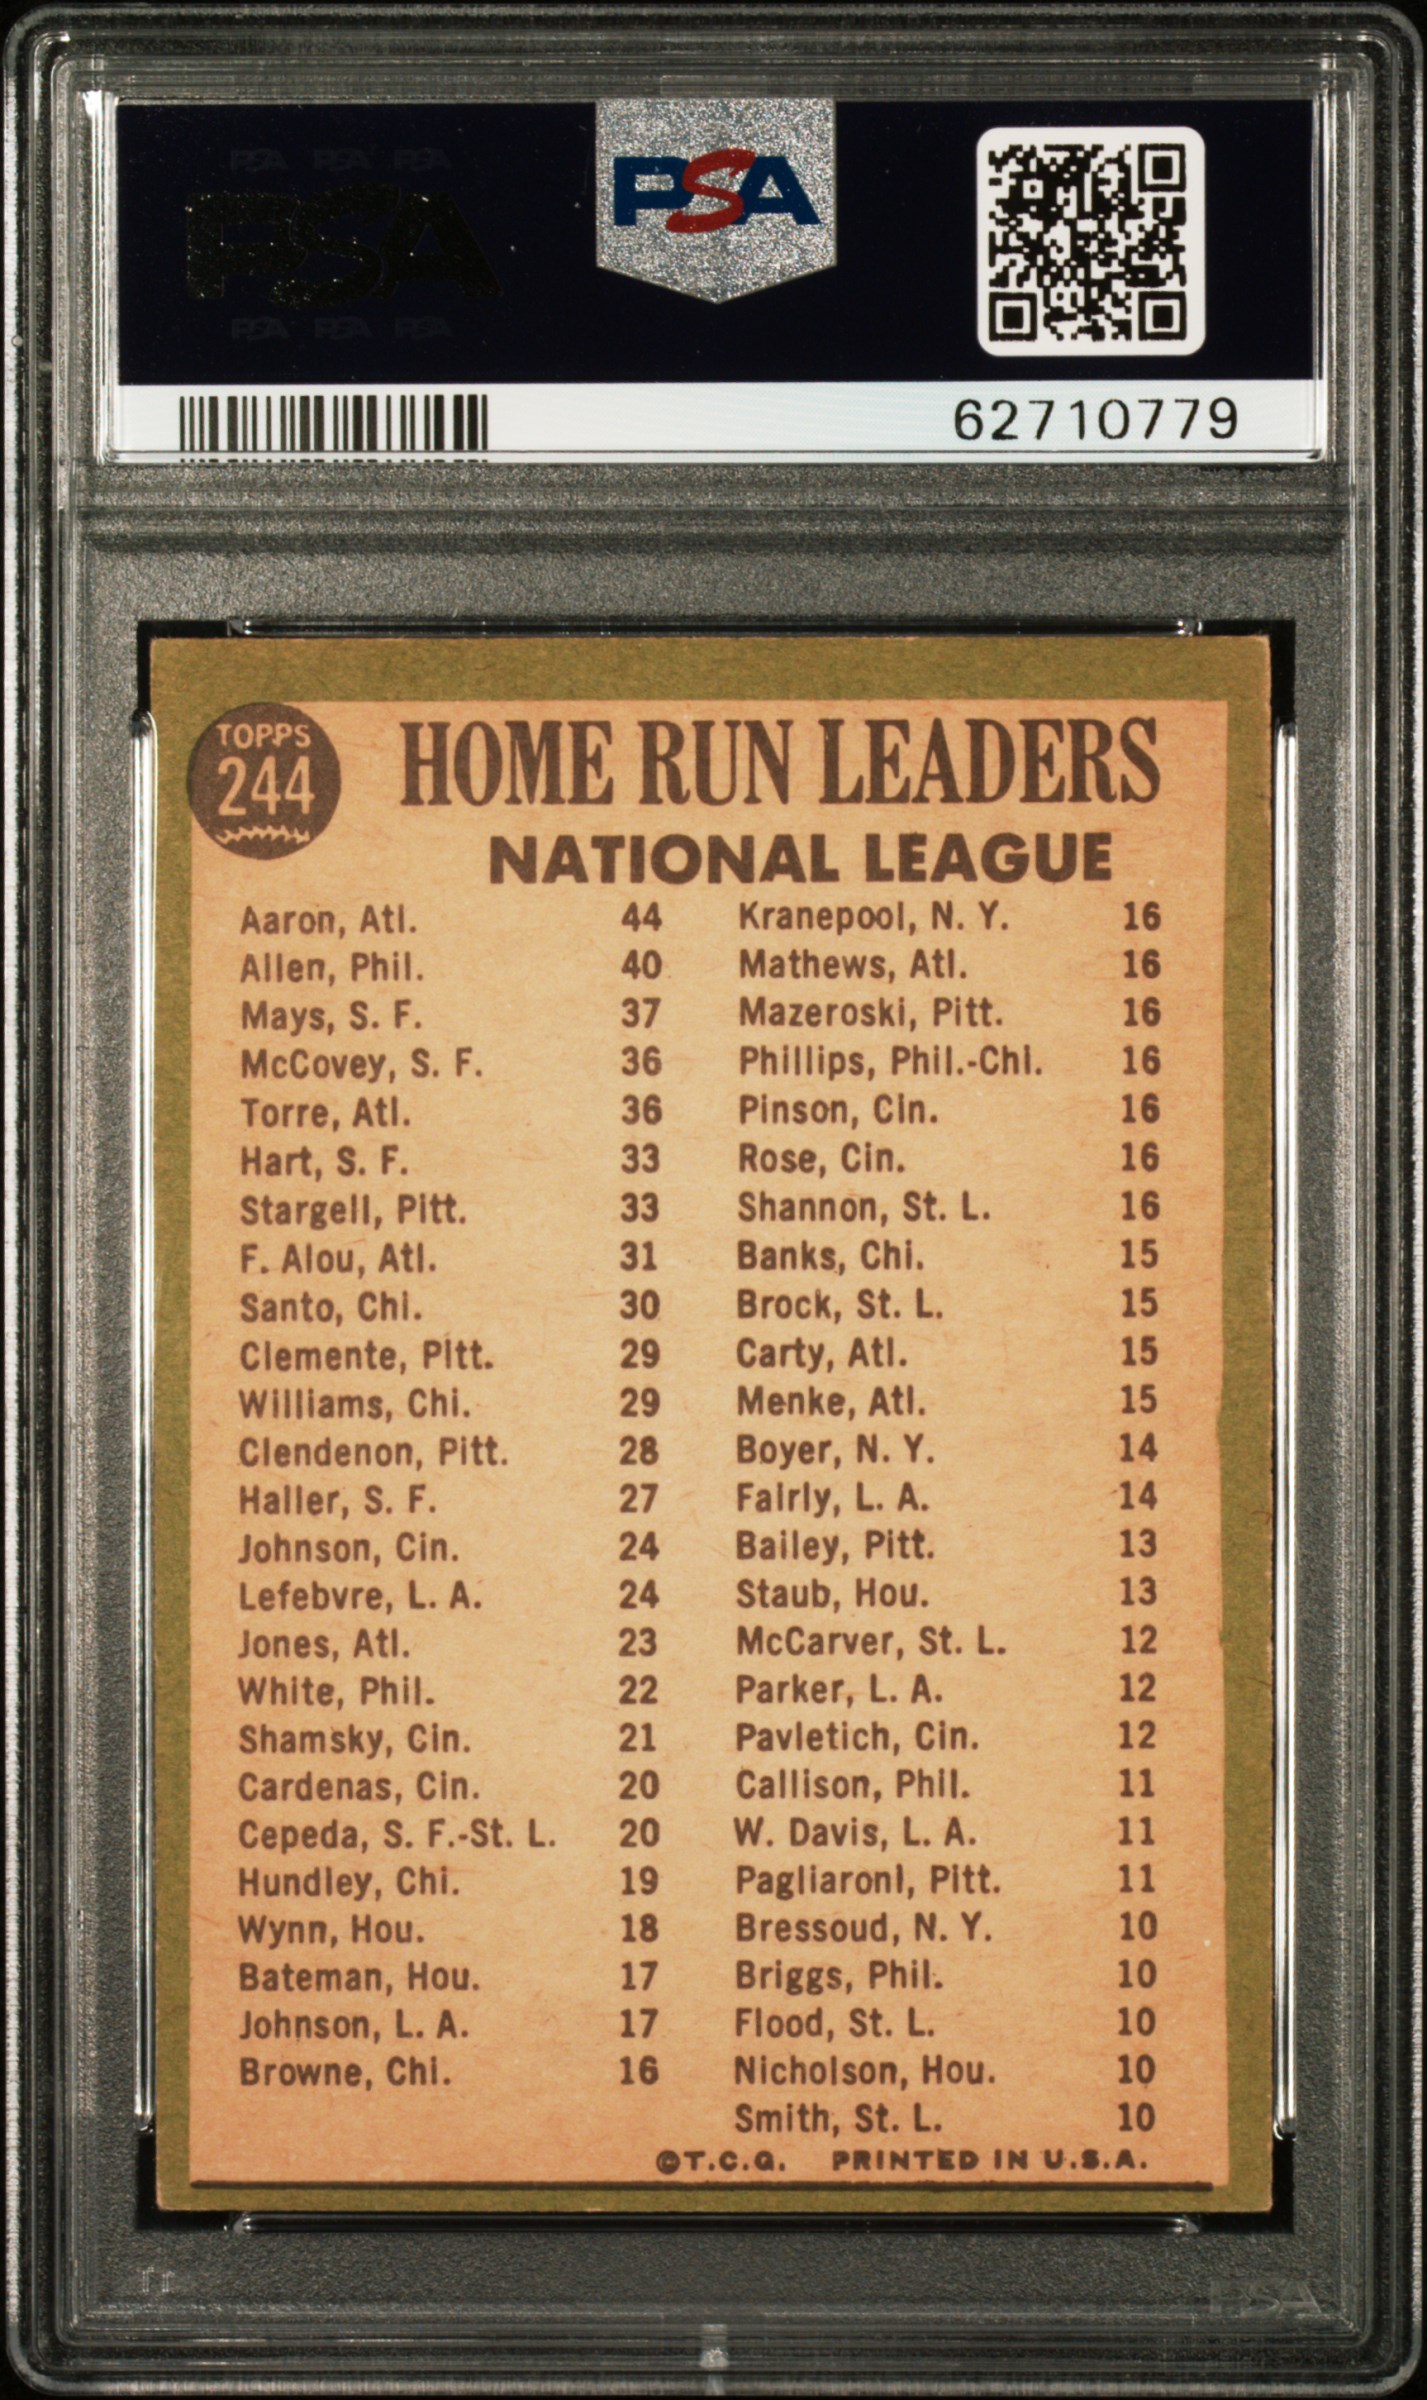 PSA PSA PSA
PSA
PSA PSA PSA
PSA
62710779
TOPPS
244
HOME RUN LEADERS
NATIONAL LEAGUE
Aaron, Atl. 44
Allen, Phil. 40
Mays, S. F. 37
McCovey, S. F. 36
Torre, Atl. 36
Hart, S. F. 33
Stargell, Pitt. 33
F. Alou, Atl. 31
Santo, Chi. 30
Clemente, Pitt. 29
Williams, Chi. 29
Clendenon, Pitt. 28
Haller, S. F. 27
Johnson, Cin. 24
Lefebvre, L. A. 24
Jones, Atl. 23
White, Phil. 22
Shamsky, Cin. 21
Cardenas, Cin. 20
Cepeda, S. F.-St. L. 20
Hundley, Chi. 19
Wynn, Hou. 18
Bateman, Hou. 17
Johnson, L. A. 17
Browne, Chi. 16
Kranepool, N. Y. 16
Mathews, Atl. 16
Mazeroski, Pitt. 16
Phillips, Phil.-Chi. 16
Pinson, Cin. 16
Rose, Cin. 16
Shannon, St. L. 16
Banks, Chi. 15
Brock, St. L. 15
Carty, Atl. 15
Menke, Atl. 15
Boyer, N. Y. 14
Fairly, L. A. 14
Bailey, Pitt. 13
Staub, Hou. 13
McCarver, St. L. 12
Parker, L. A. 12
Pavletich, Cin. 12
Callison, Phil. 11
W. Davis, L. A. 11
Pagliaroni, Pitt. 11
Bressoud, N. Y. 10
Briggs, Phil. 10
Flood, St. L. 10
Nicholson, Hou. 10
Smith, St. L. 10
©T.C.G. PRINTED IN U.S.A.
PSA